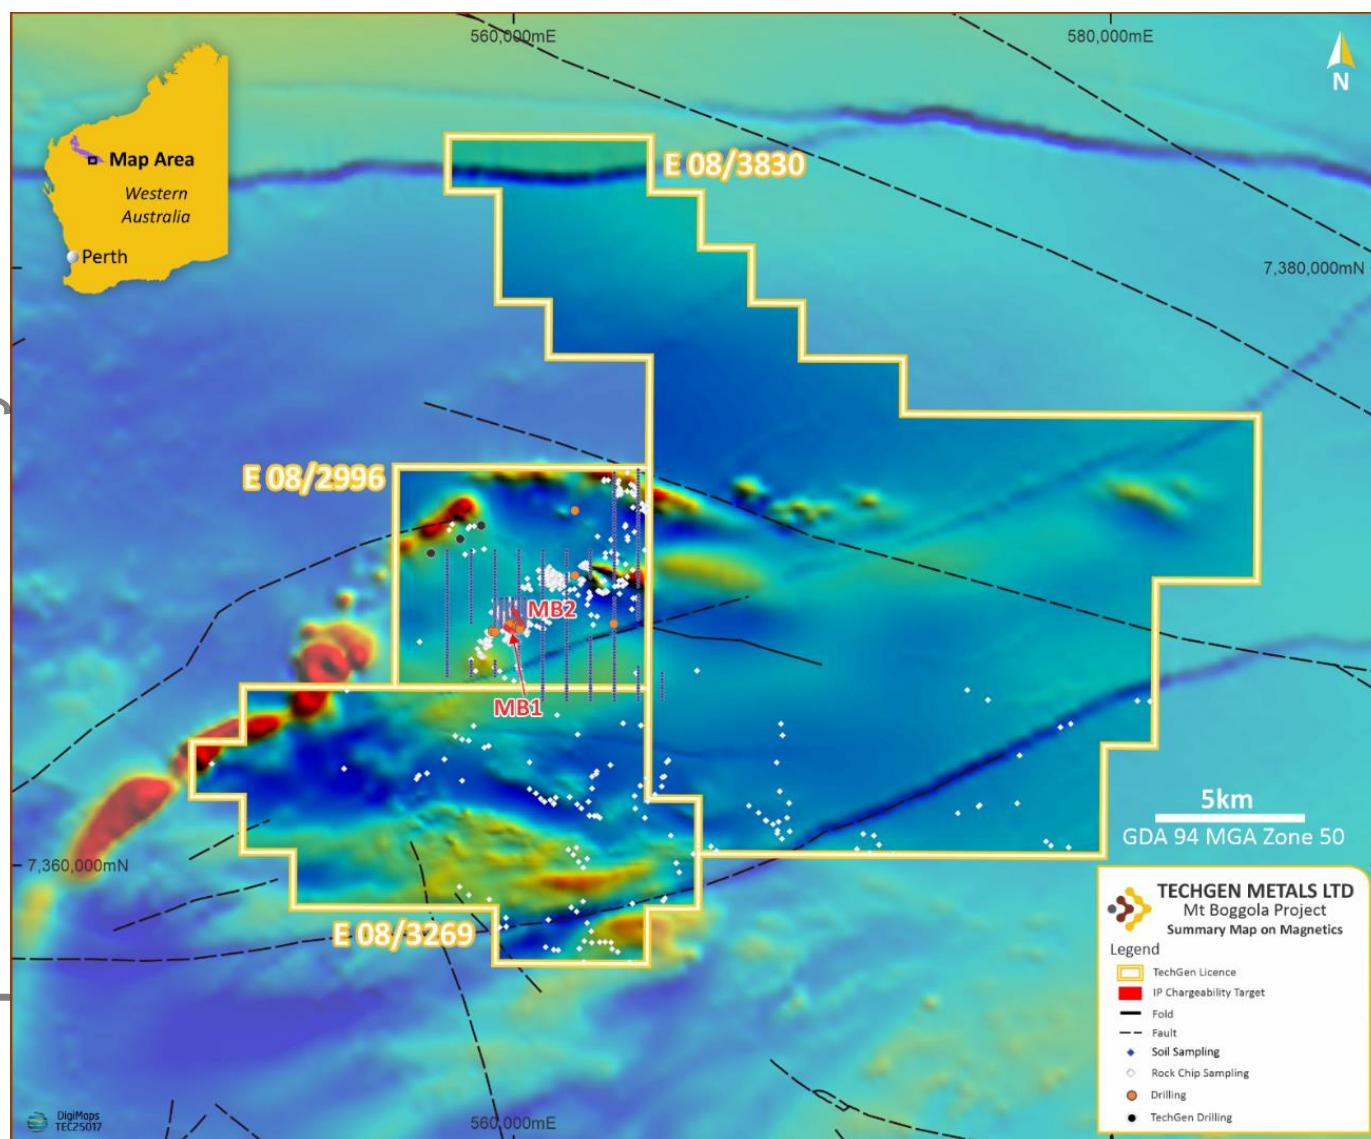 560,000mE
580,000mE
N
Map Area
Western
Australia
Perth
E 08/3830
7,380,000mN
E 08/2996
MB2
MB1
5km
GDA 94 MGA Zone 50
7,360,000mN
E 08/3269
TECHGEN METALS LTD
Mt Boggola Project
Summary Map on Magnetics
Legend
TechGen Licence
IP Chargeability Target
Fold
Fault
Soil Sampling
Rock Chip Sampling
Drilling
TechGen Drilling
DigiMaps
TEC25017
560,000mE